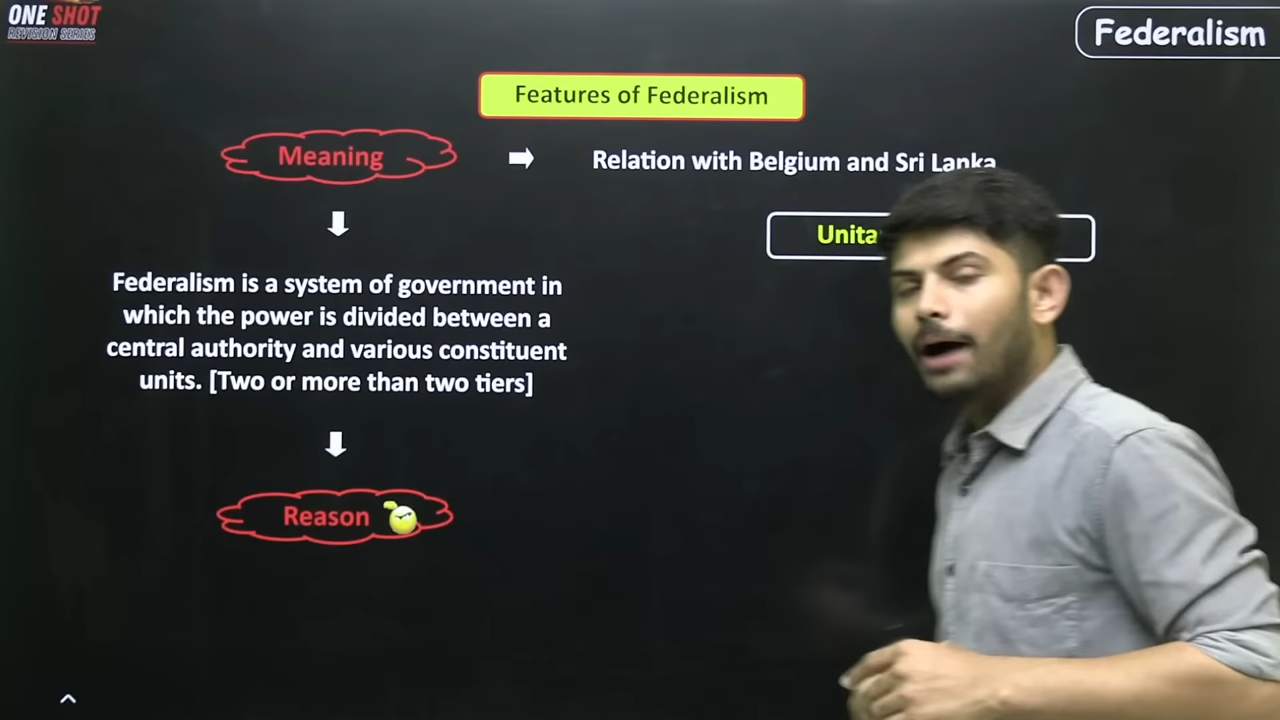 ONE SHOT
REVISION SERIES
Federalism
Features of Federalism
Meaning
Relation with Belgium and Sri Lanka
Federalism is a system of government in
which the power is divided between a
central authority and various constituent
units. [Two or more than two tiers]
Reason